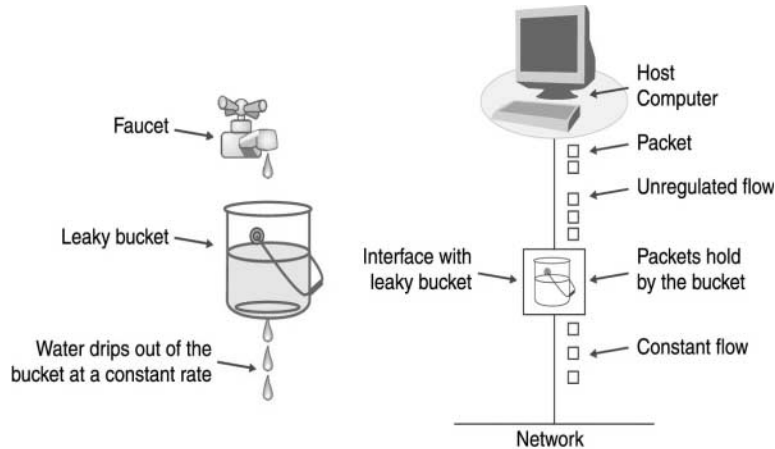 Faucet
Leaky bucket
Water drips out of the
bucket at a constant rate
Host
Computer
Packet
Unregulated flow
Interface with
leaky bucket
Packets hold
by the bucket
Constant flow
Network